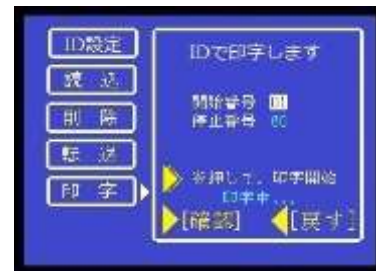 ID設定
読 込
削 除
転 送
印 字
IDで印字します
開始番号 01
停止番号 60
を押して、印字開始
印字中...
[確認]
[戻す]